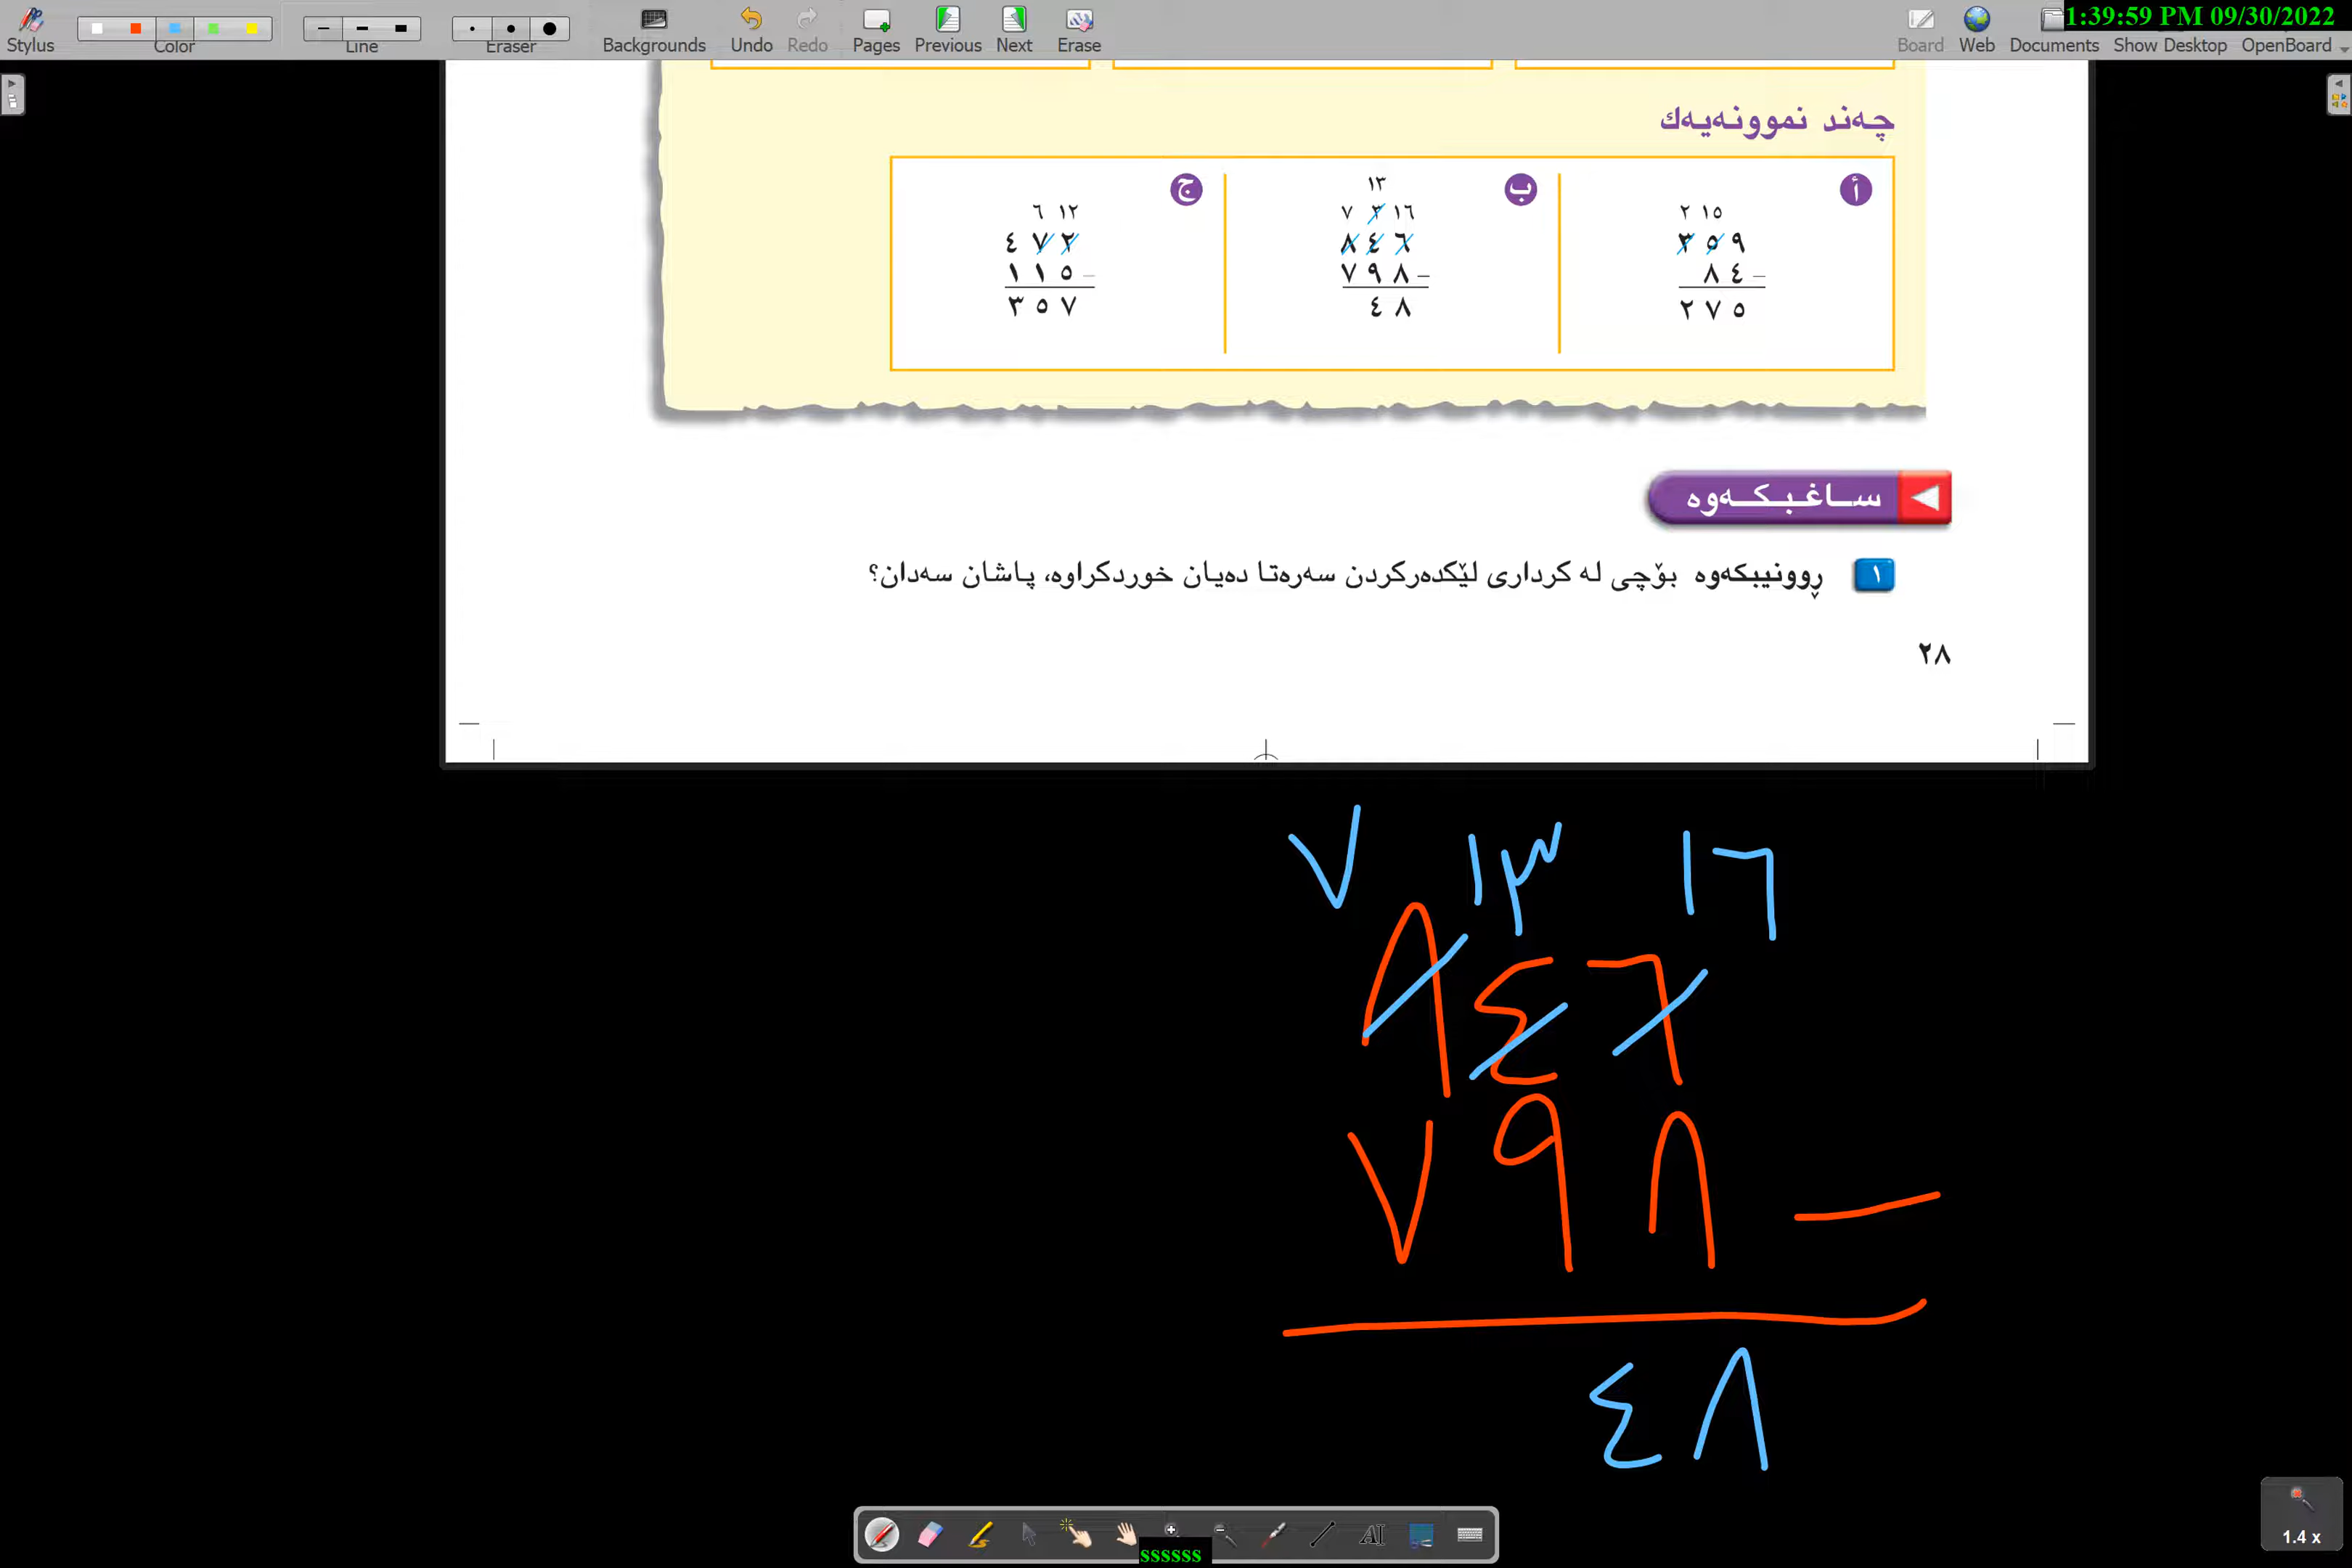 1:39:59 PM 09/30/2022
Stylus Color Line Eraser Backgrounds Undo Redo Pages Previous Next Erase Board Web Documents Show Desktop OpenBoard
چەند نموونەیەك
أ
٢ ١٥
٣ ٥ ٩
٨ ٤ –
٢ ٧ ٥
ب
١٣
٧ ٣ ١٦
٨ ٤ ٦
٧ ٩ ٨ –
٤ ٨
ج
٦ ١٢
٤ ٧ ٢
١ ١ ٥ –
٣ ٥ ٧
ساغبکەوە
١ ڕوونیبکەوە بۆچی لە کرداری لێکدەرکردن سەرەتا دەیان خوردکراوە، پاشان سەدان؟
٢٨
٧ ١٣ ١٦
٨ ٤ ٦
٧ ٩ ٨ –
٤ ٨
ssssss
1.4 x